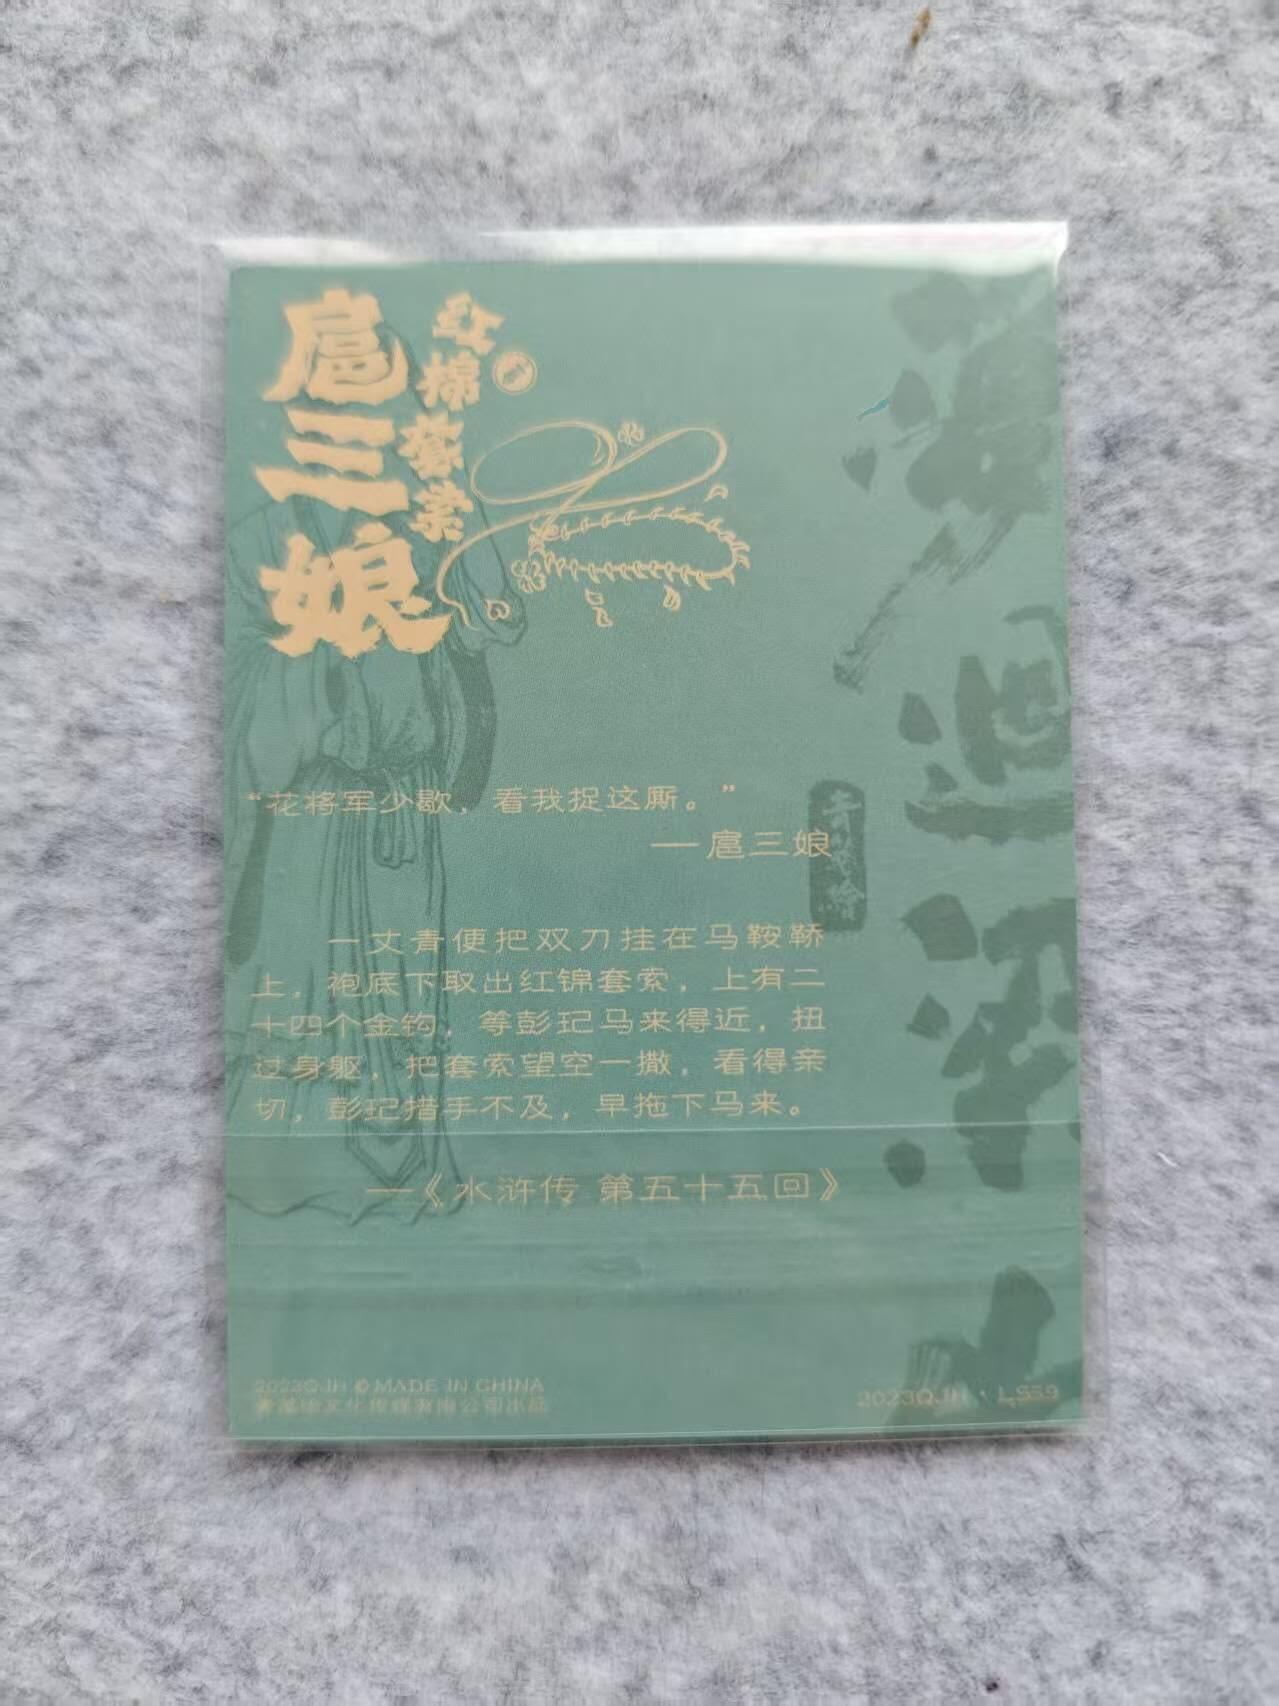 扈三娘
红棉套索
“花将军少歇，看我捉这厮。”
—扈三娘
一丈青便把双刀挂在马鞍轿
上，袍底下取出红锦套索，上有二
十四个金钩，等彭玘马来得近，扭
过身躯，把套索望空一撒，看得亲
切，彭玘措手不及，早拖下马来。
—《水浒传 第五十五回》
2023QJH © MADE IN CHINA
2023QJH · LS59